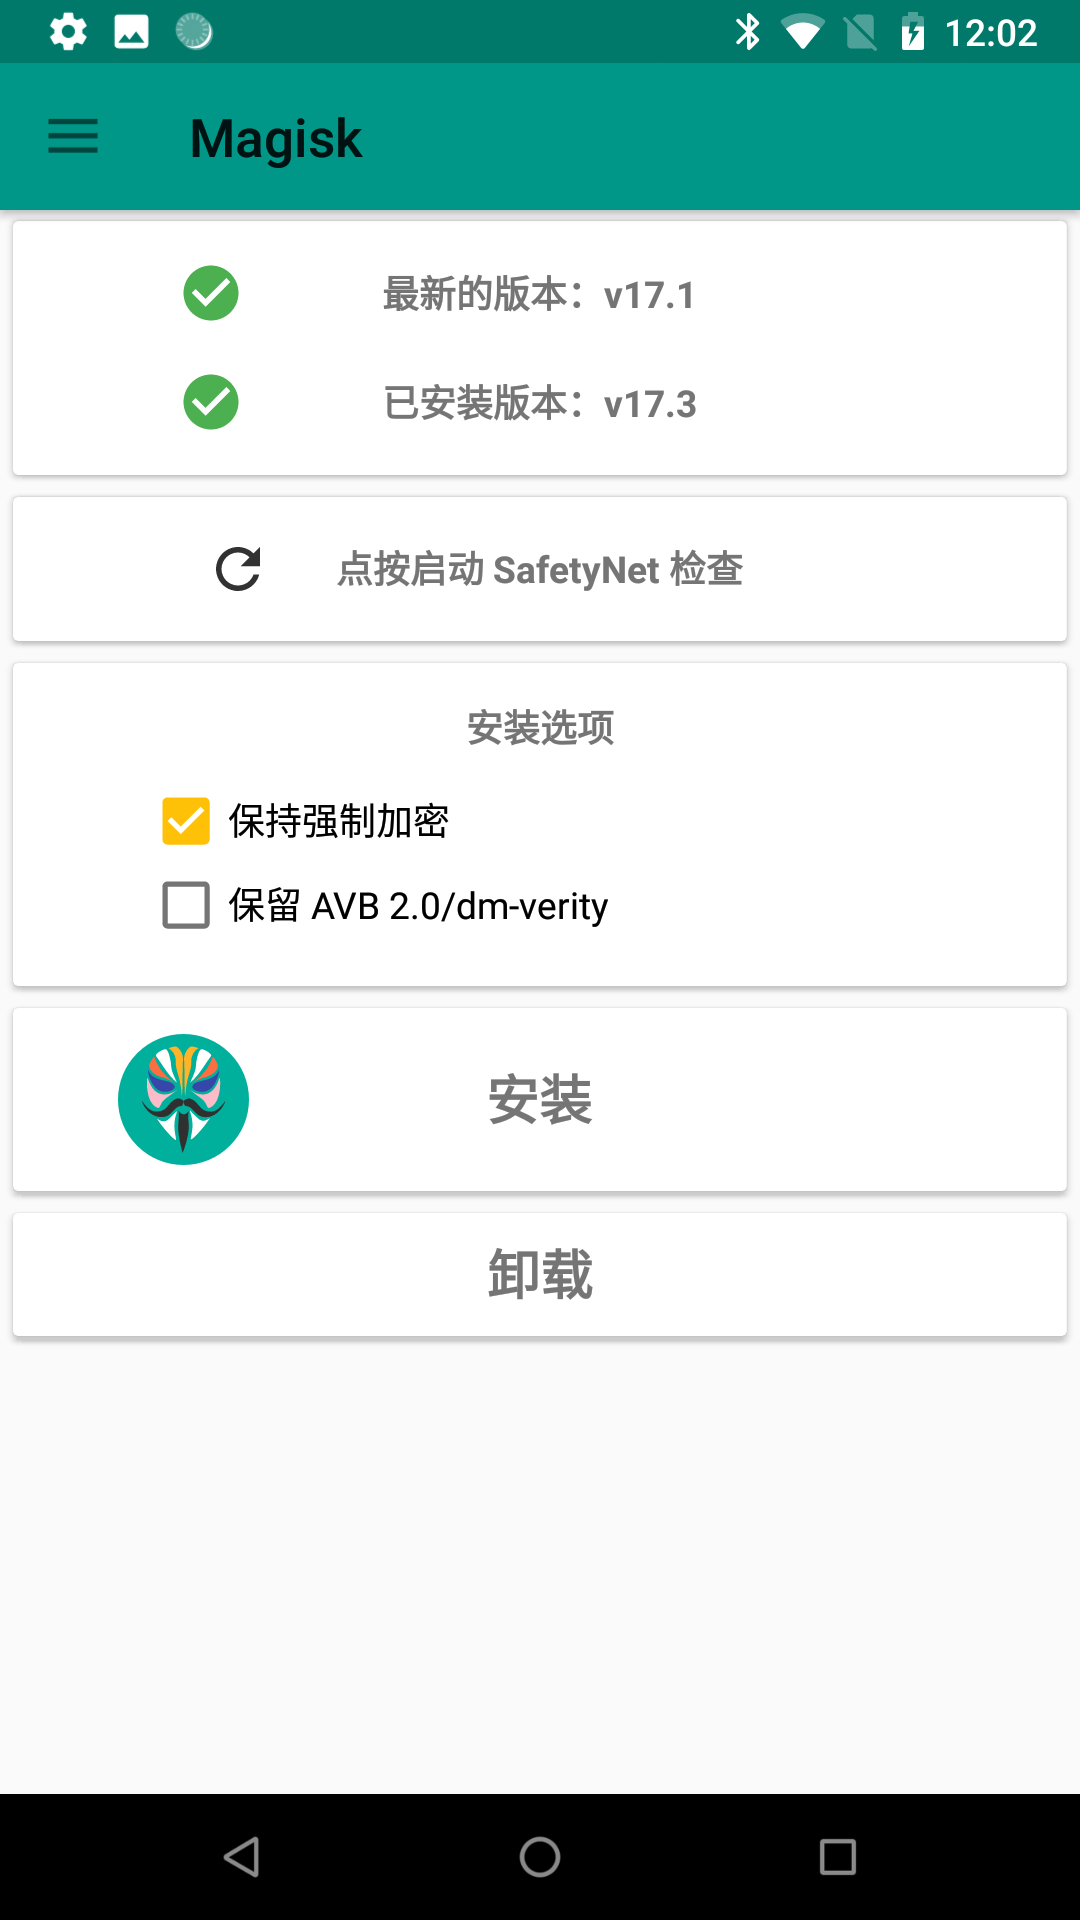 12:02
Magisk
最新的版本：v17.1
已安装版本：v17.3
点按启动 SafetyNet 检查
安装选项
保持强制加密
保留 AVB 2.0/dm-verity
安装
卸载